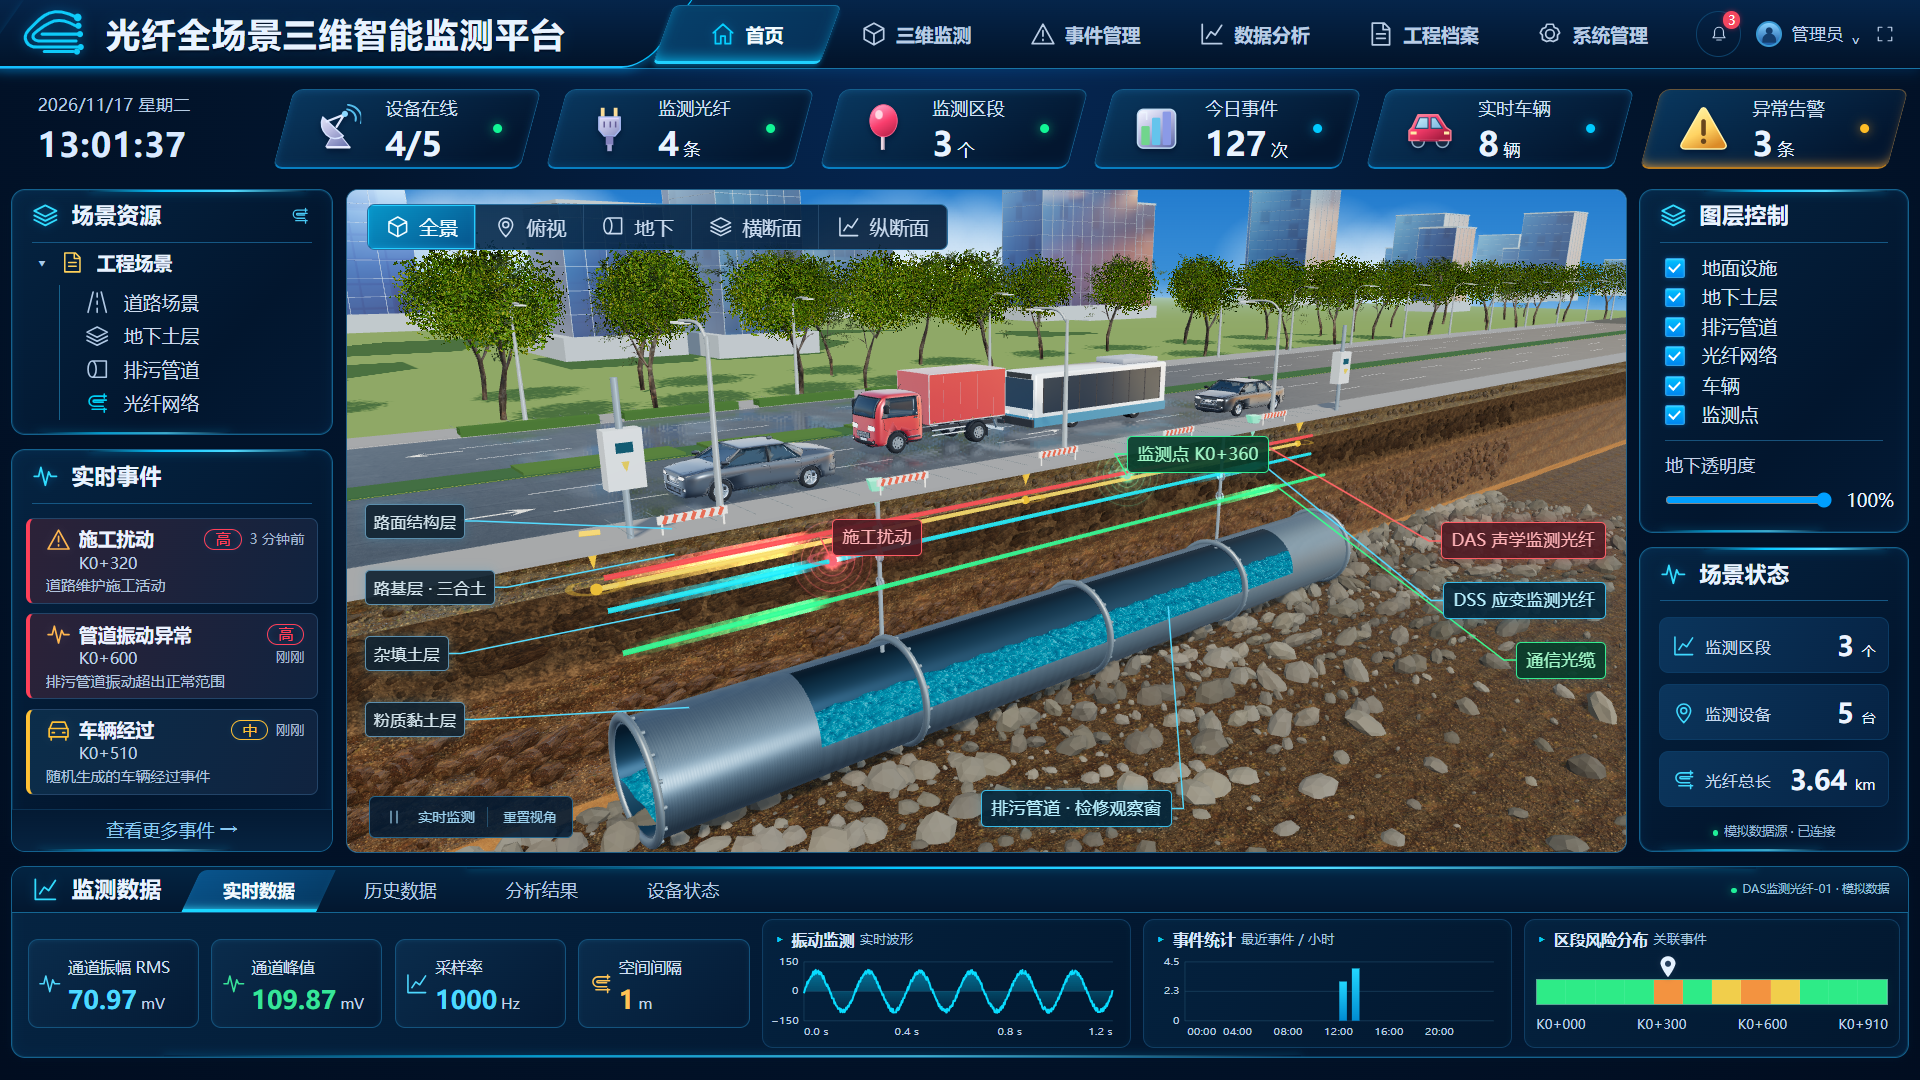 光纤全场景三维智能监测平台
首页
三维监测
事件管理
数据分析
工程档案
系统管理
3
管理员
2026/11/17 星期二
13:01:37
设备在线
4/5
监测光纤
4 条
监测区段
3 个
今日事件
127 次
实时车辆
8 辆
异常告警
3 条
场景资源
工程场景
道路场景
地下土层
排污管道
光纤网络
实时事件
施工扰动 高 3 分钟前
K0+320
道路维护施工活动
管道振动异常 高
K0+600 刚刚
排污管道振动超出正常范围
车辆经过 中 刚刚
K0+510
随机生成的车辆经过事件
查看更多事件
全景
俯视
地下
横断面
纵断面
监测点 K0+360
路面结构层
施工扰动
DAS 声学监测光纤
路基层 · 三合土
DSS 应变监测光纤
杂填土层
通信光缆
粉质黏土层
排污管道 · 检修观察窗
实时监测
重置视角
图层控制
地面设施
地下土层
排污管道
光纤网络
车辆
监测点
地下透明度
100%
场景状态
监测区段 3 个
监测设备 5 台
光纤总长 3.64 km
模拟数据源 · 已连接
监测数据
实时数据
历史数据
分析结果
设备状态
DAS监测光纤-01 · 模拟数据
通道振幅 RMS
70.97 mV
通道峰值
109.87 mV
采样率
1000 Hz
空间间隔
1 m
振动监测 实时波形
150
0
−150
0.0 s
0.4 s
0.8 s
1.2 s
事件统计 最近事件 / 小时
4.5
2.3
0
00:00
04:00
08:00
12:00
16:00
20:00
区段风险分布 关联事件
K0+000
K0+300
K0+600
K0+910